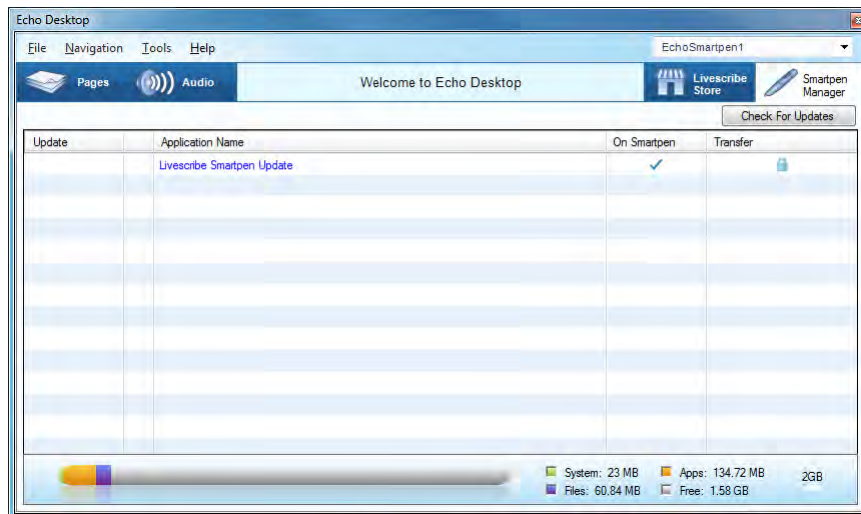 Echo Desktop
File Navigation Tools Help EchoSmartpen1
Pages Audio Welcome to Echo Desktop Livescribe Store Smartpen Manager
Check For Updates
Update Application Name On Smartpen Transfer
Livescribe Smartpen Update
System: 23 MB Apps: 134.72 MB 2GB
Files: 60.84 MB Free: 1.58 GB